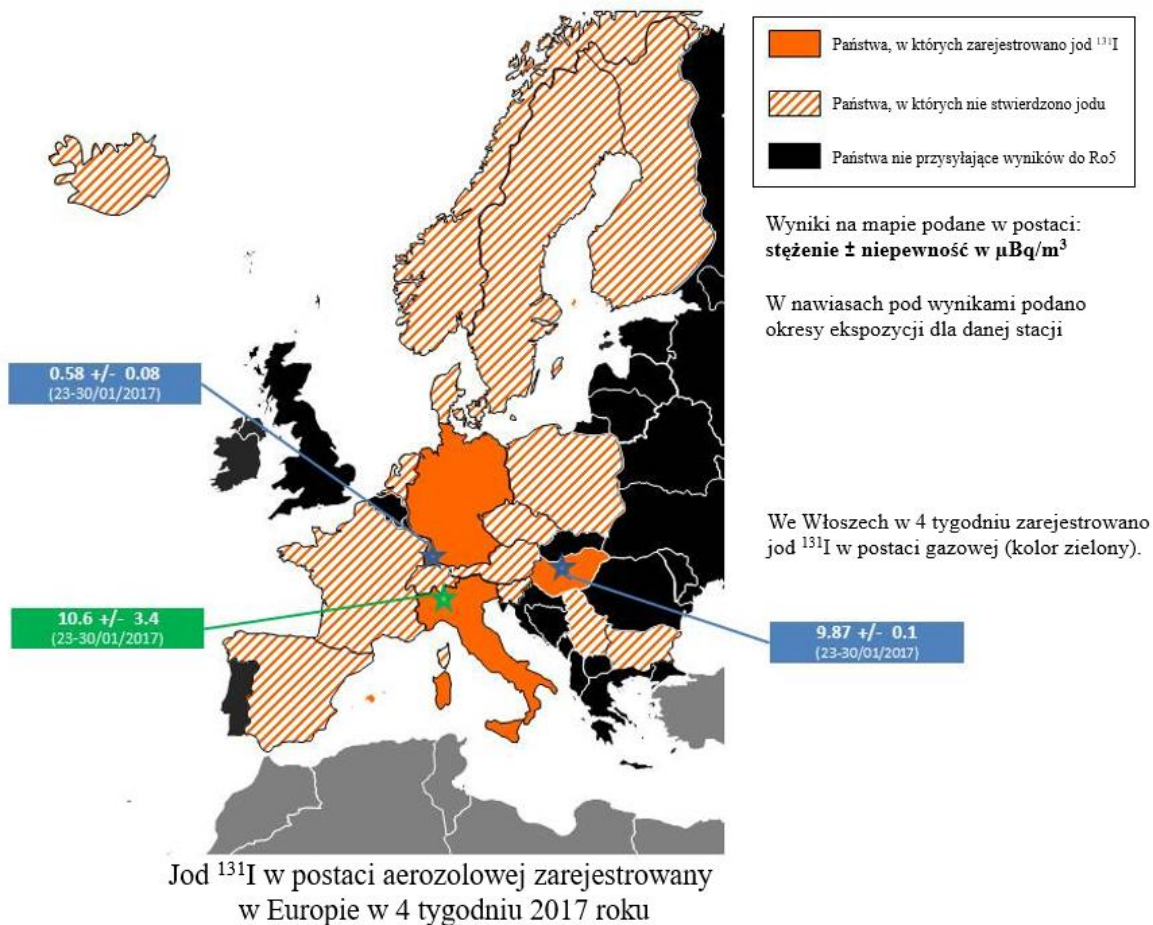 Państwa, w których zarejestrowano jod ¹³¹I
Państwa, w których nie stwierdzono jodu
Państwa nie przysyłające wyników do Ro5
Wyniki na mapie podane w postaci:
stężenie ± niepewność w µBq/m³
W nawiasach pod wynikami podano
okresy ekspozycji dla danej stacji
0.58 +/- 0.08
(23-30/01/2017)
We Włoszech w 4 tygodniu zarejestrowano
jod ¹³¹I w postaci gazowej (kolor zielony).
10.6 +/- 3.4
(23-30/01/2017)
9.87 +/- 0.1
(23-30/01/2017)
Jod ¹³¹I w postaci aerozolowej zarejestrowany
w Europie w 4 tygodniu 2017 roku